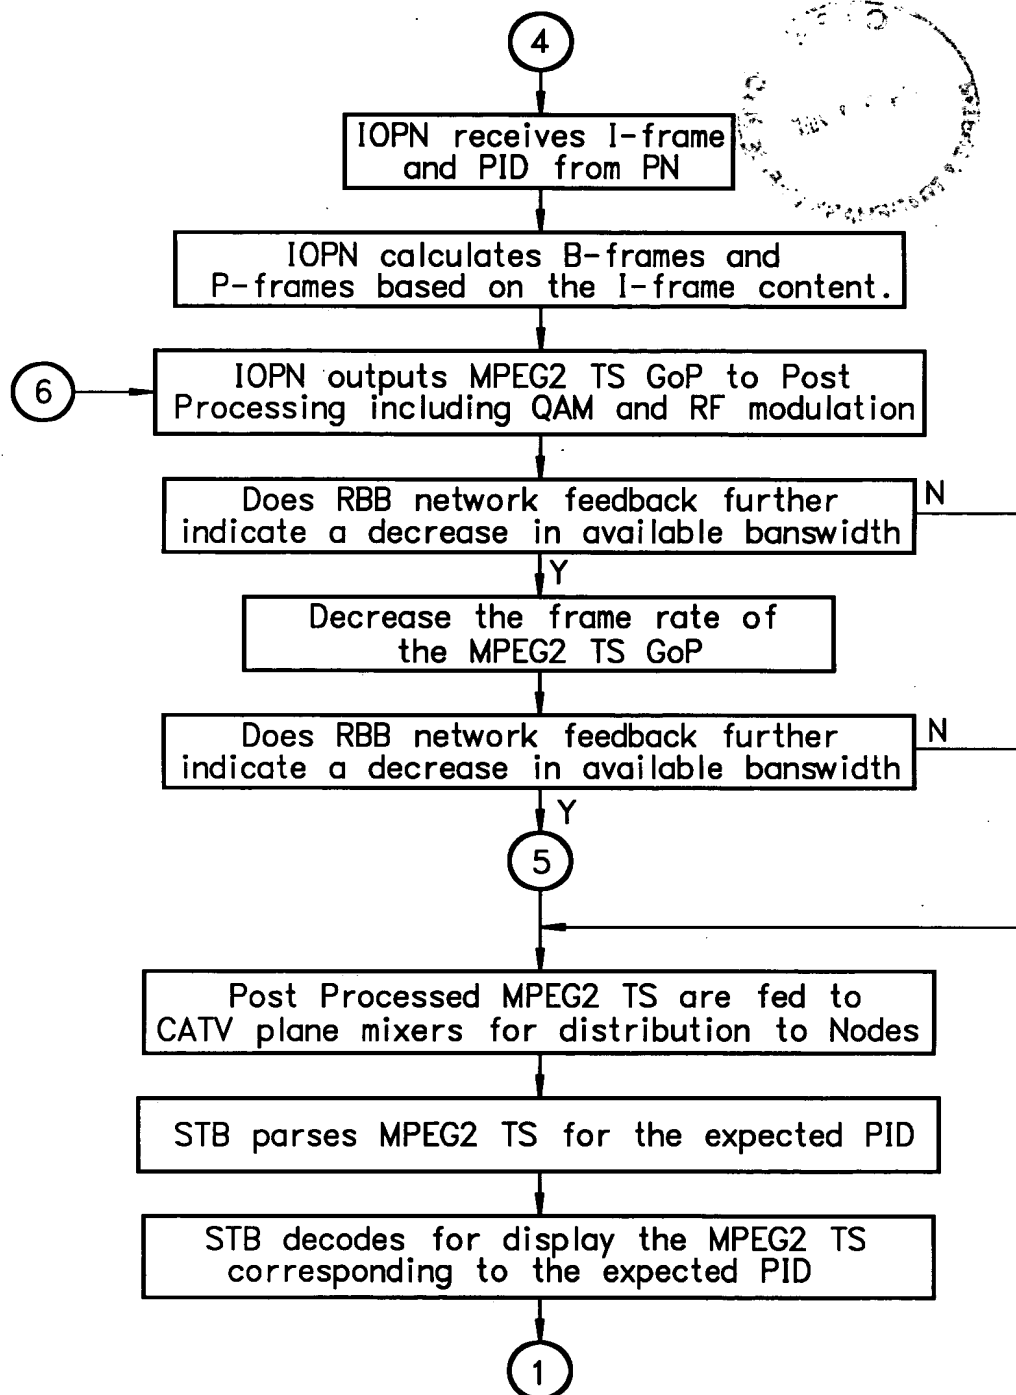 4
IOPN receives I-frame
and PID from PN
IOPN calculates B-frames and
P-frames based on the I-frame content.
6
IOPN outputs MPEG2 TS GoP to Post
Processing including QAM and RF modulation
Does RBB network feedback further
indicate a decrease in available banswidth
N
Y
Decrease the frame rate of
the MPEG2 TS GoP
Does RBB network feedback further
indicate a decrease in available banswidth
N
Y
5
Post Processed MPEG2 TS are fed to
CATV plane mixers for distribution to Nodes
STB parses MPEG2 TS for the expected PID
STB decodes for display the MPEG2 TS
corresponding to the expected PID
1